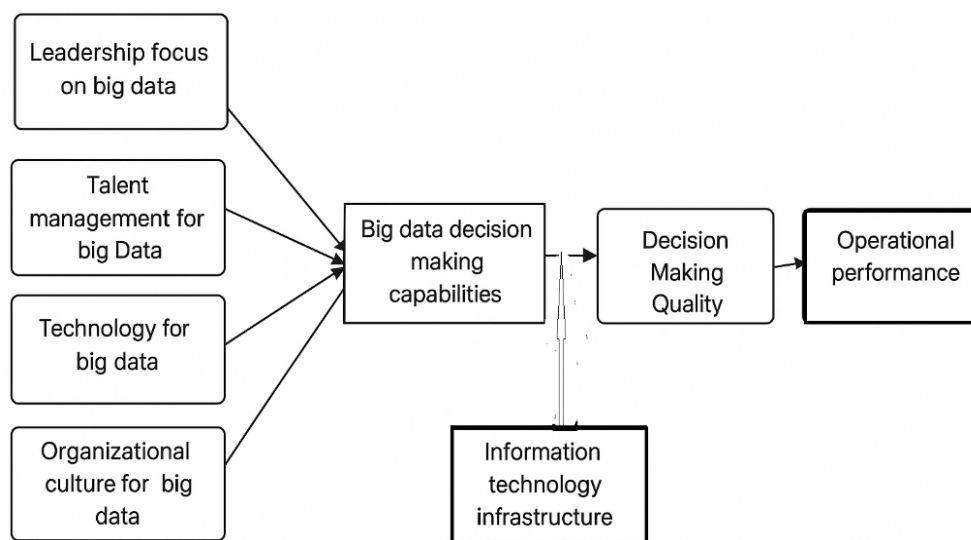 Leadership focus
on big data
Talent
management for
big Data
Technology for
big data
Organizational
culture for big
data
Big data decision
making
capabilities
Decision
Making
Quality
Operational
performance
Information
technology
infrastructure